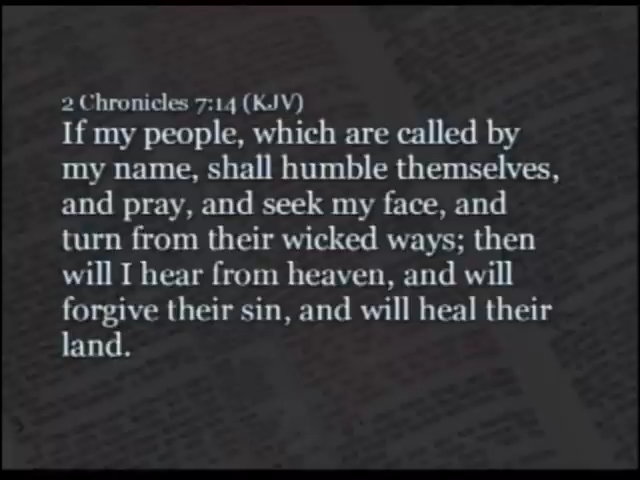 2 Chronicles 7:14 (KJV)
If my people, which are called by
my name, shall humble themselves,
and pray, and seek my face, and
turn from their wicked ways; then
will I hear from heaven, and will
forgive their sin, and will heal their
land.